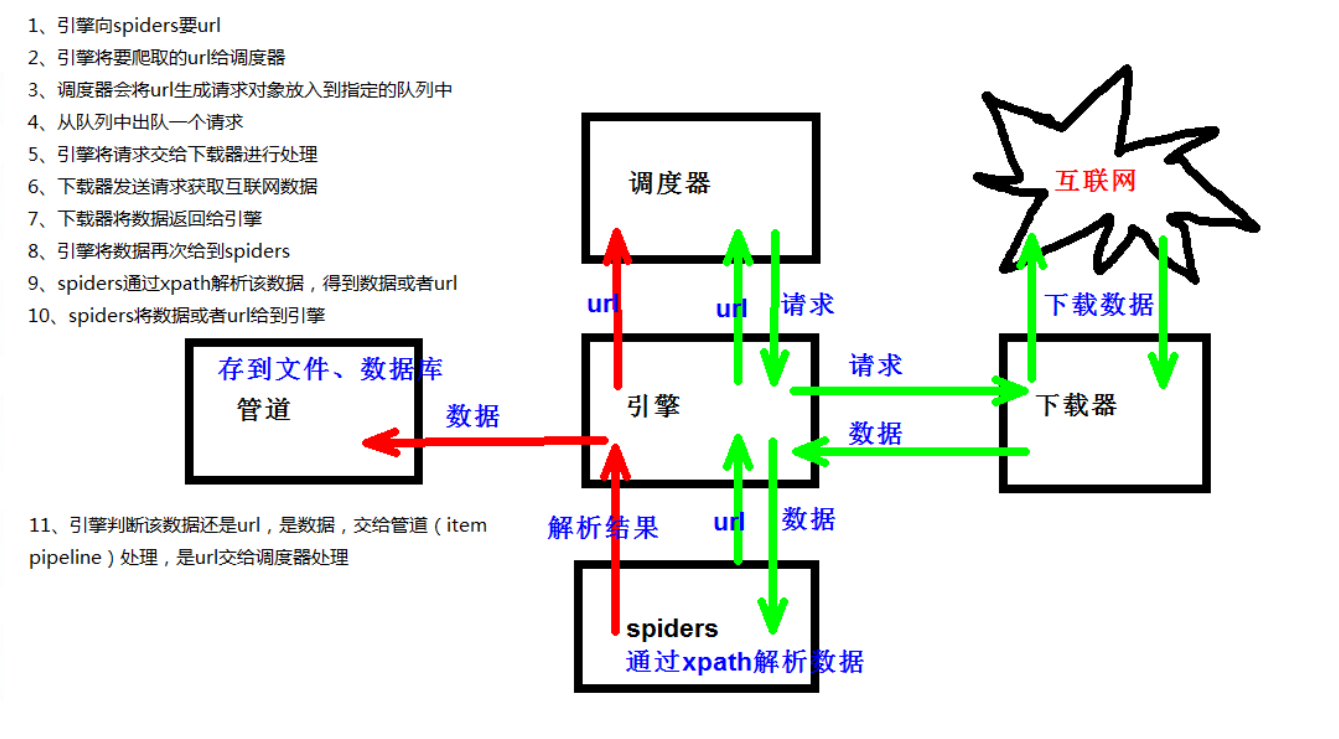 1、引擎向spiders要url
2、引擎将要爬取的url给调度器
3、调度器会将url生成请求对象放入到指定的队列中
4、从队列中出队一个请求
5、引擎将请求交给下载器进行处理
6、下载器发送请求获取互联网数据
7、下载器将数据返回给引擎
8、引擎将数据再次给到spiders
9、spiders通过xpath解析该数据，得到数据或者url
10、spiders将数据或者url给到引擎
调度器
互联网
url
url
请求
下载数据
存到文件、数据库
管道
数据
引擎
请求
数据
下载器
11、引擎判断该数据还是url，是数据，交给管道（item
pipeline）处理，是url交给调度器处理
解析结果
url
数据
spiders
通过xpath解析数据